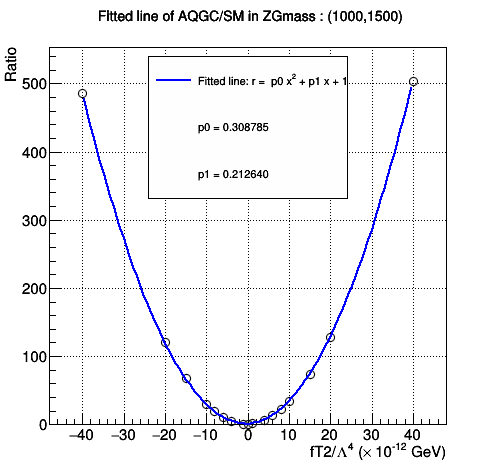 FItted line of AQGC/SM in ZGmass : (1000,1500)
Ratio
Fitted line: r =  p0 x² + p1 x + 1
p0 = 0.308785
p1 = 0.212640
500
400
300
200
100
0
−40 −30 −20 −10 0 10 20 30 40
fT2/Λ⁴ (× 10⁻¹² GeV)